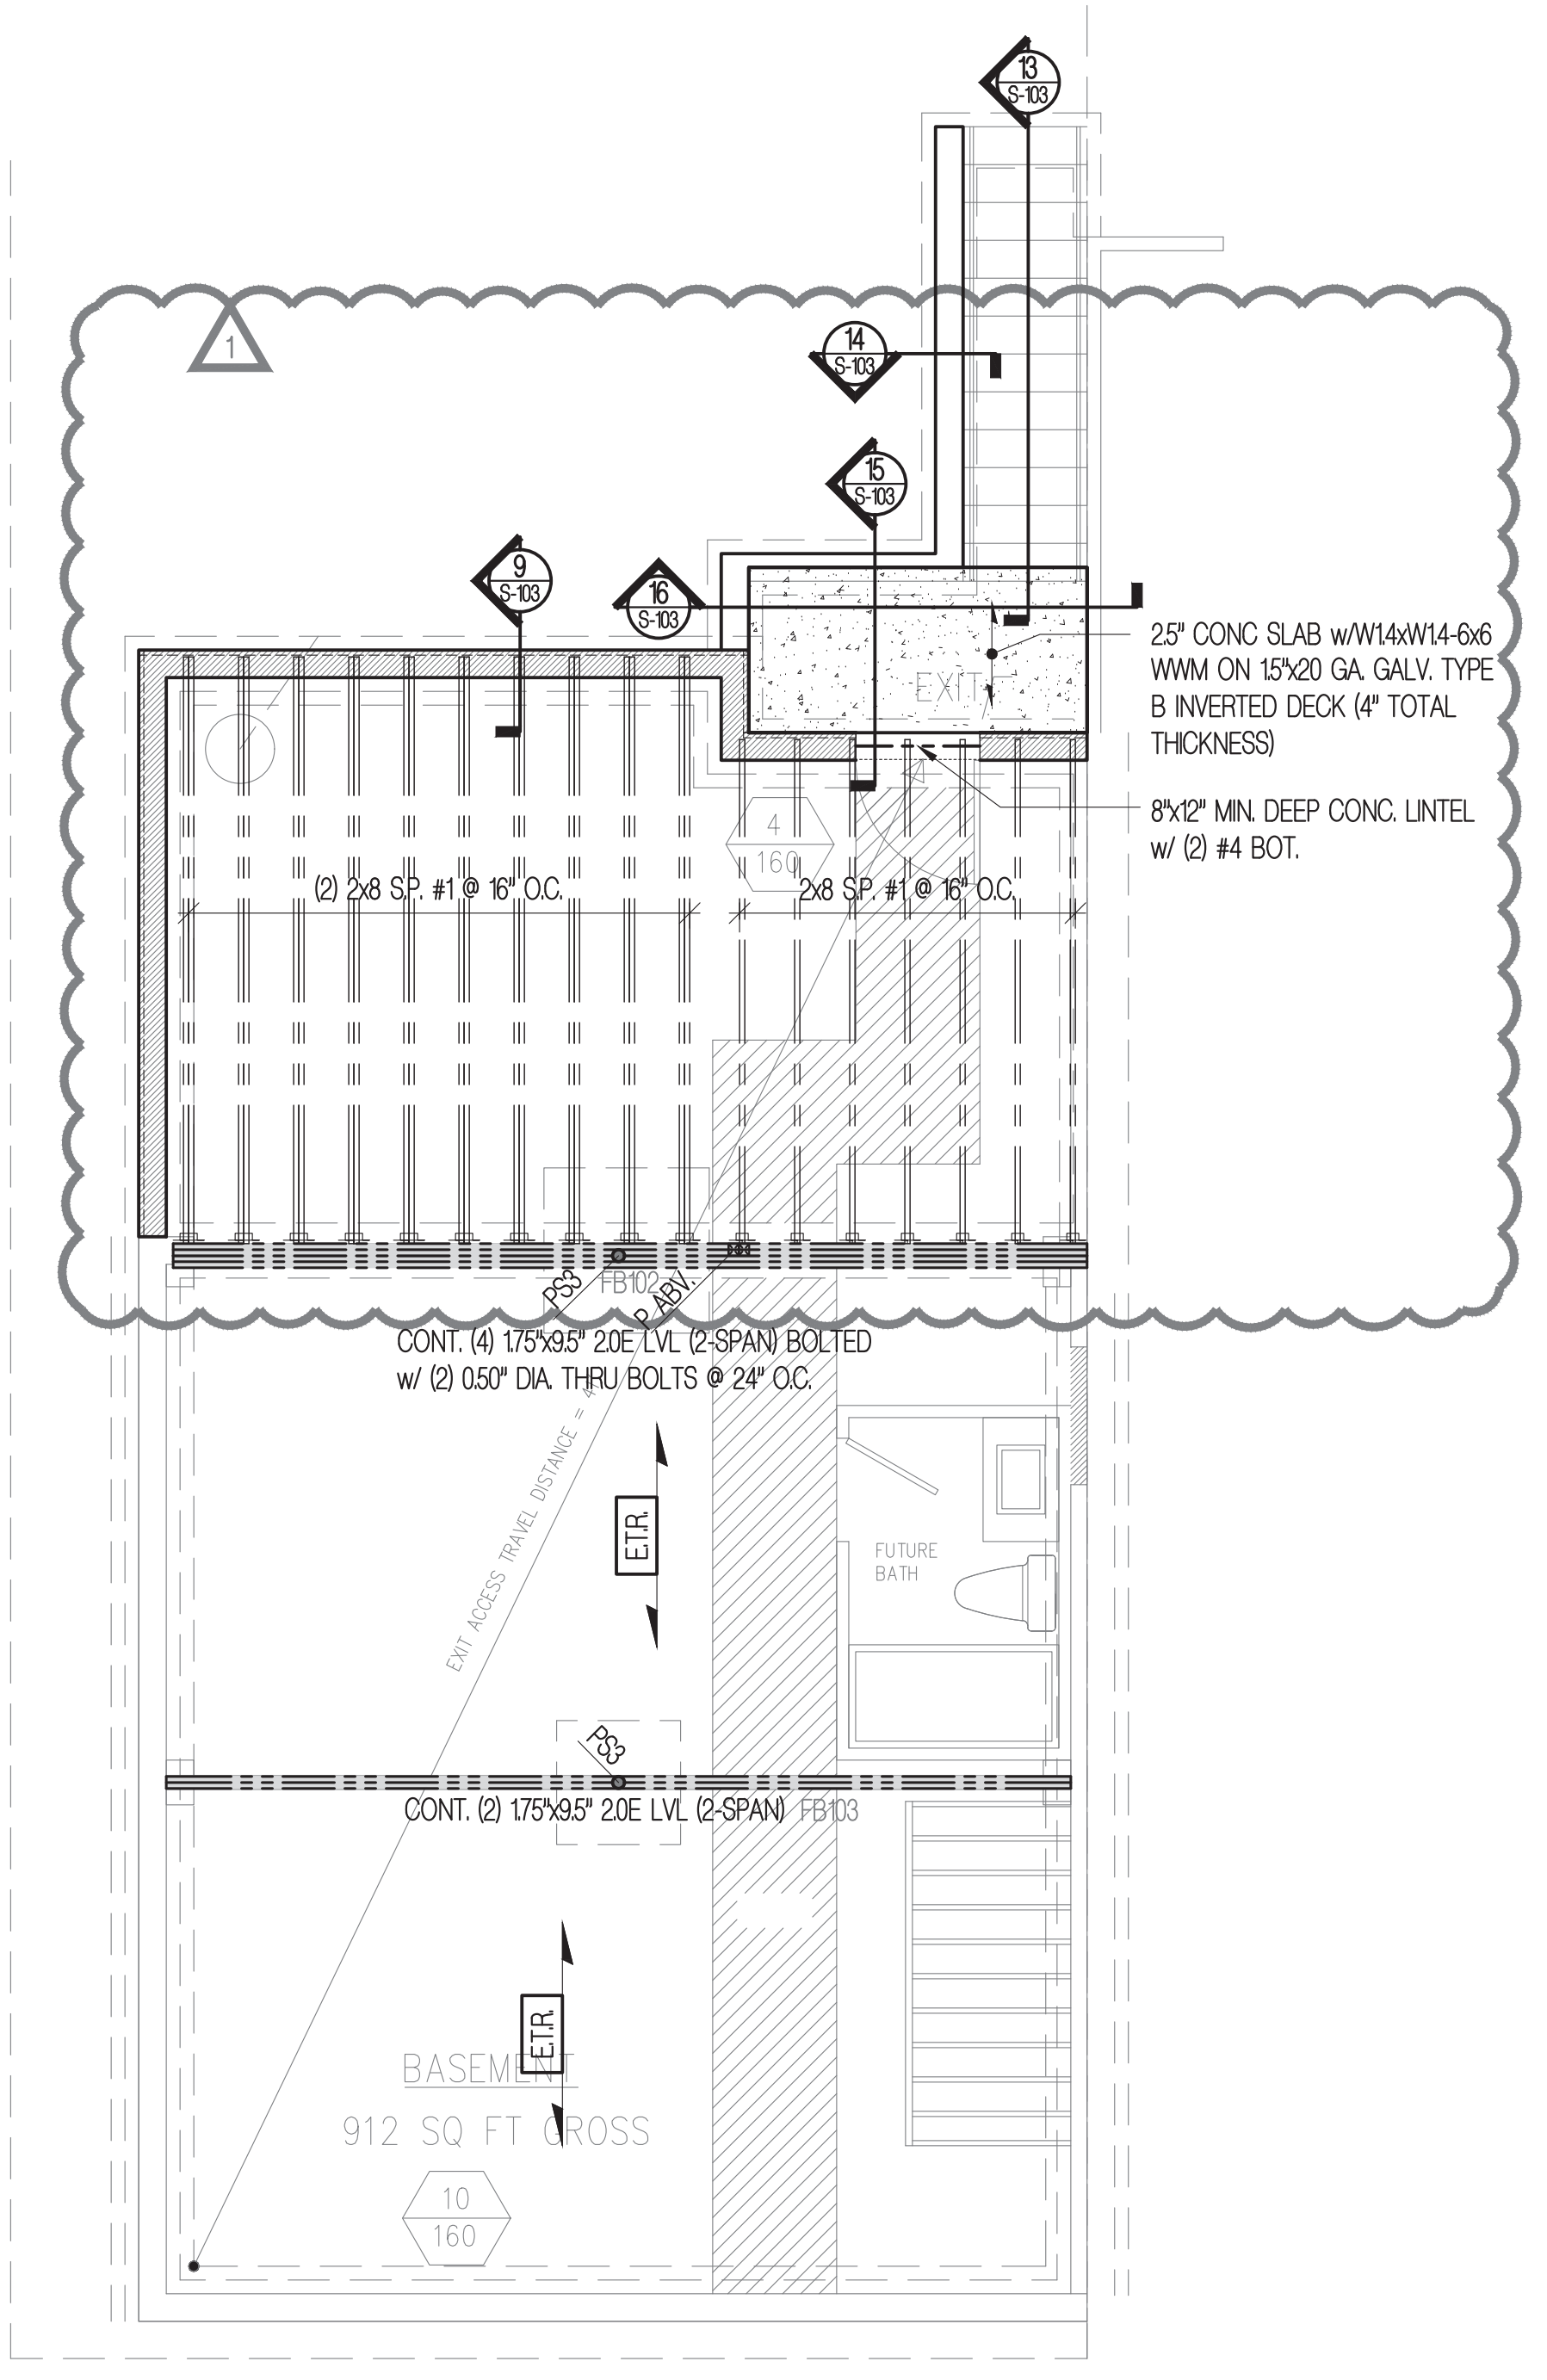 13
S-103
1
14
S-103
15
S-103
9
S-103
16
S-103
EXIT
2.5" CONC SLAB w/W1.4xW1.4-6x6
WWM ON 1.5"x20 GA. GALV. TYPE
B INVERTED DECK (4" TOTAL
THICKNESS)
8"x12" MIN. DEEP CONC. LINTEL
w/ (2) #4 BOT.
4
160
(2) 2x8 S.P. #1 @ 16" O.C.
2x8 S.P. #1 @ 16" O.C.
PS3
FB102
P ABV.
CONT. (4) 1.75"x9.5" 2.0E LVL (2-SPAN) BOLTED
w/ (2) 0.50" DIA. THRU BOLTS @ 24" O.C.
EXIT ACCESS TRAVEL DISTANCE =
E.T.R.
FUTURE
BATH
PS3
CONT. (2) 1.75"x9.5" 2.0E LVL (2-SPAN) FB103
E.T.R.
BASEMENT
912 SQ FT GROSS
10
160